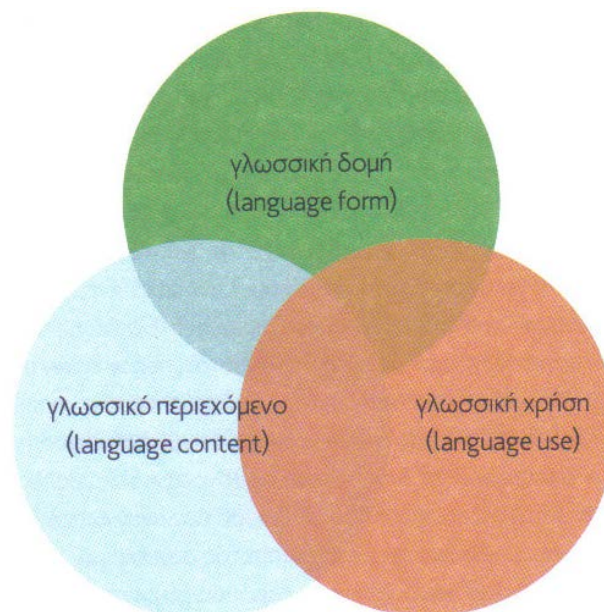 γλωσσική δομή
(language form)
γλωσσικό περιεχόμενο
(language content)
γλωσσική χρήση
(language use)